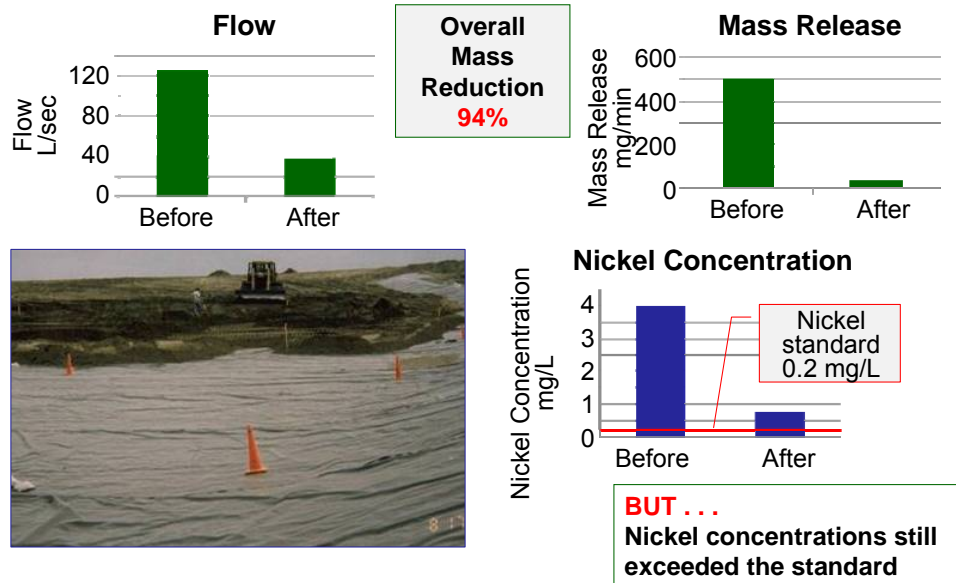 Flow
Flow
L/sec
120
80
40
0
Before After
Overall
Mass
Reduction
94%
Mass Release
Mass Release
mg/min
600
400
200
0
Before After
8 17
Nickel Concentration
Nickel Concentration
mg/L
4
3
2
1
0
Before After
Nickel
standard
0.2 mg/L
BUT . . .
Nickel concentrations still
exceeded the standard